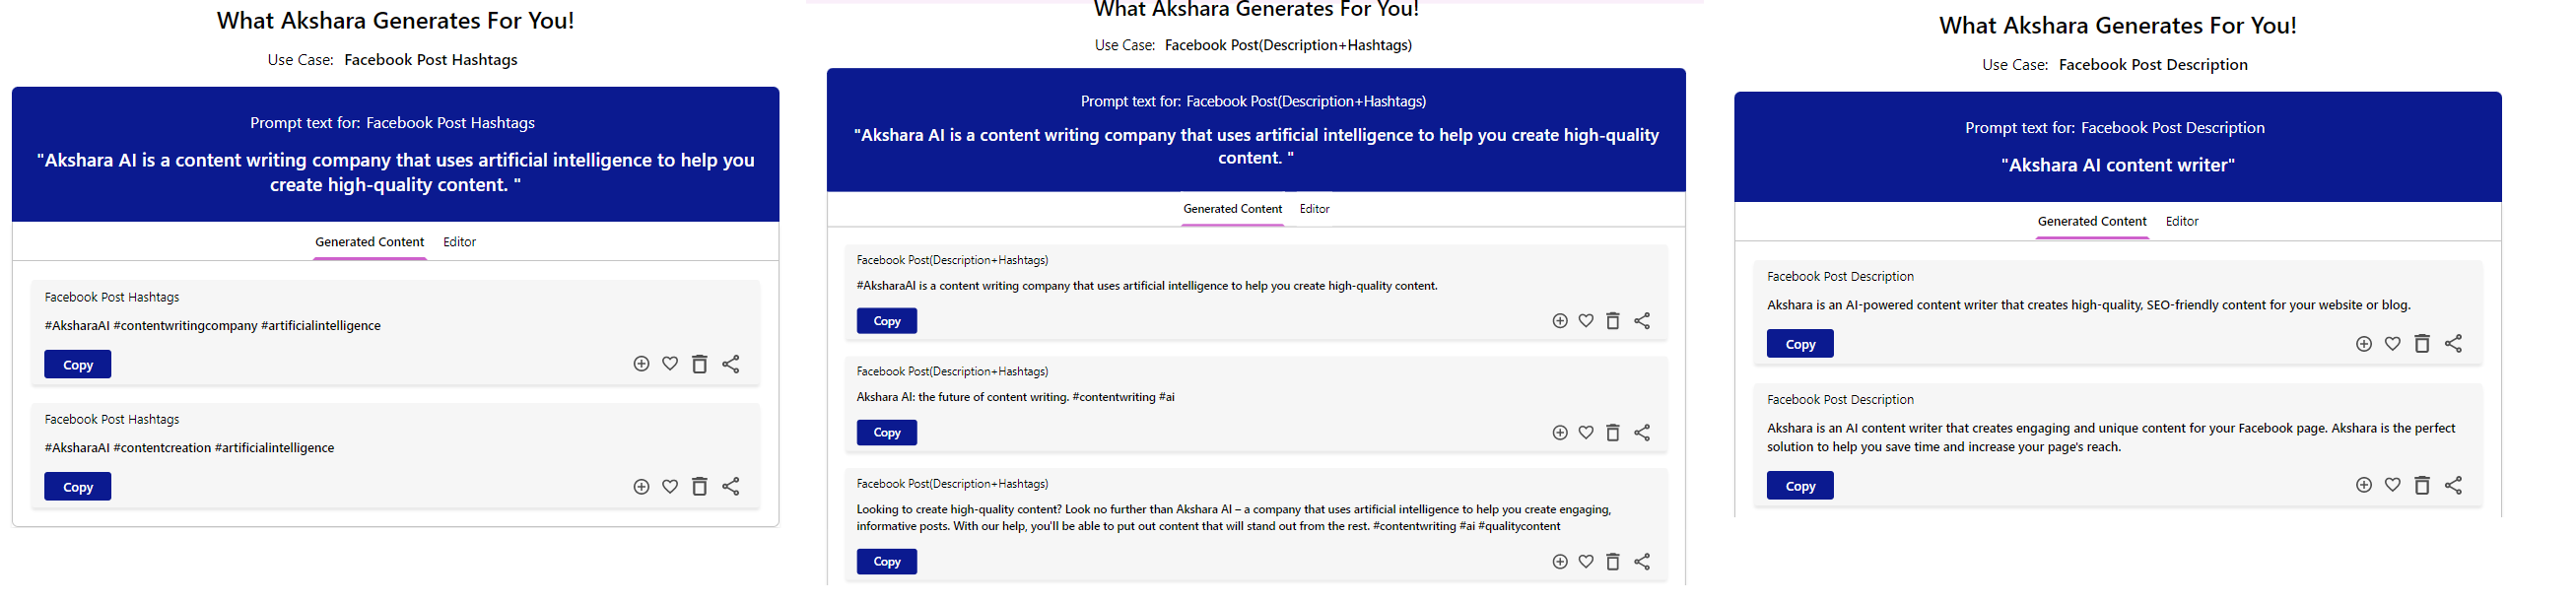 What Akshara Generates For You!
Use Case: Facebook Post Hashtags
Prompt text for: Facebook Post Hashtags
"Akshara AI is a content writing company that uses artificial intelligence to help you
create high-quality content. "
Generated Content Editor
Facebook Post Hashtags
#AksharaAI #contentwritingcompany #artificialintelligence
Copy
Facebook Post Hashtags
#AksharaAI #contentcreation #artificialintelligence
Copy
What Akshara Generates For You!
Use Case: Facebook Post(Description+Hashtags)
Prompt text for: Facebook Post(Description+Hashtags)
"Akshara AI is a content writing company that uses artificial intelligence to help you create high-quality
content. "
Generated Content Editor
Facebook Post(Description+Hashtags)
#AksharaAI is a content writing company that uses artificial intelligence to help you create high-quality content.
Copy
Facebook Post(Description+Hashtags)
Akshara AI: the future of content writing. #contentwriting #ai
Copy
Facebook Post(Description+Hashtags)
Looking to create high-quality content? Look no further than Akshara AI – a company that uses artificial intelligence to help you create engaging,
informative posts. With our help, you'll be able to put out content that will stand out from the rest. #contentwriting #ai #qualitycontent
Copy
What Akshara Generates For You!
Use Case: Facebook Post Description
Prompt text for: Facebook Post Description
"Akshara AI content writer"
Generated Content Editor
Facebook Post Description
Akshara is an AI-powered content writer that creates high-quality, SEO-friendly content for your website or blog.
Copy
Facebook Post Description
Akshara is an AI content writer that creates engaging and unique content for your Facebook page. Akshara is the perfect
solution to help you save time and increase your page's reach.
Copy